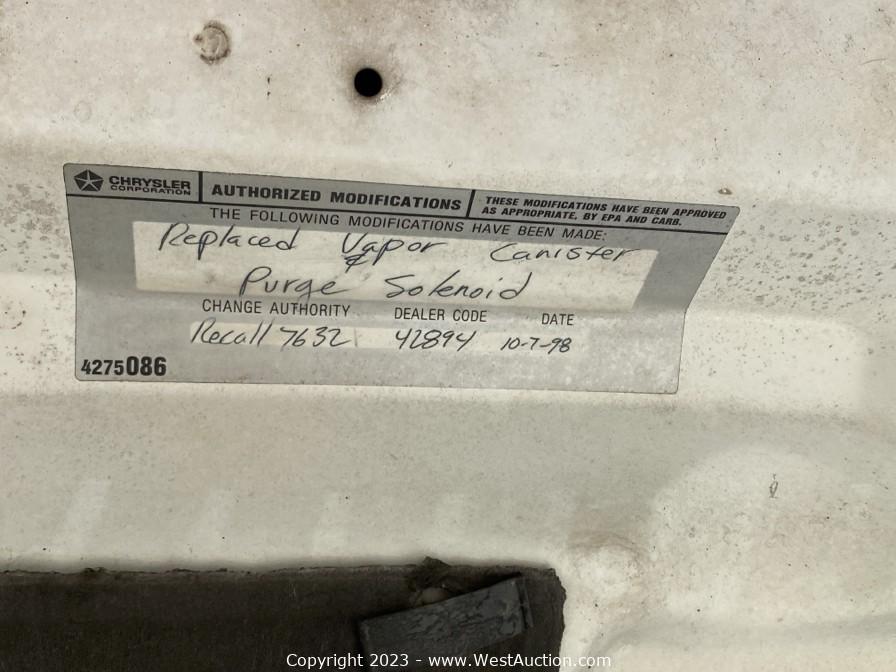 CHRYSLER
CORPORATION
AUTHORIZED MODIFICATIONS
THESE MODIFICATIONS HAVE BEEN APPROVED
AS APPROPRIATE, BY EPA AND CARB.
THE FOLLOWING MODIFICATIONS HAVE BEEN MADE:
Replaced Vapor Canister
&
Purge Solenoid
CHANGE AUTHORITY DEALER CODE DATE
Recall 7632 42894 10-7-98
4275086
Copyright 2023 - www.WestAuction.com